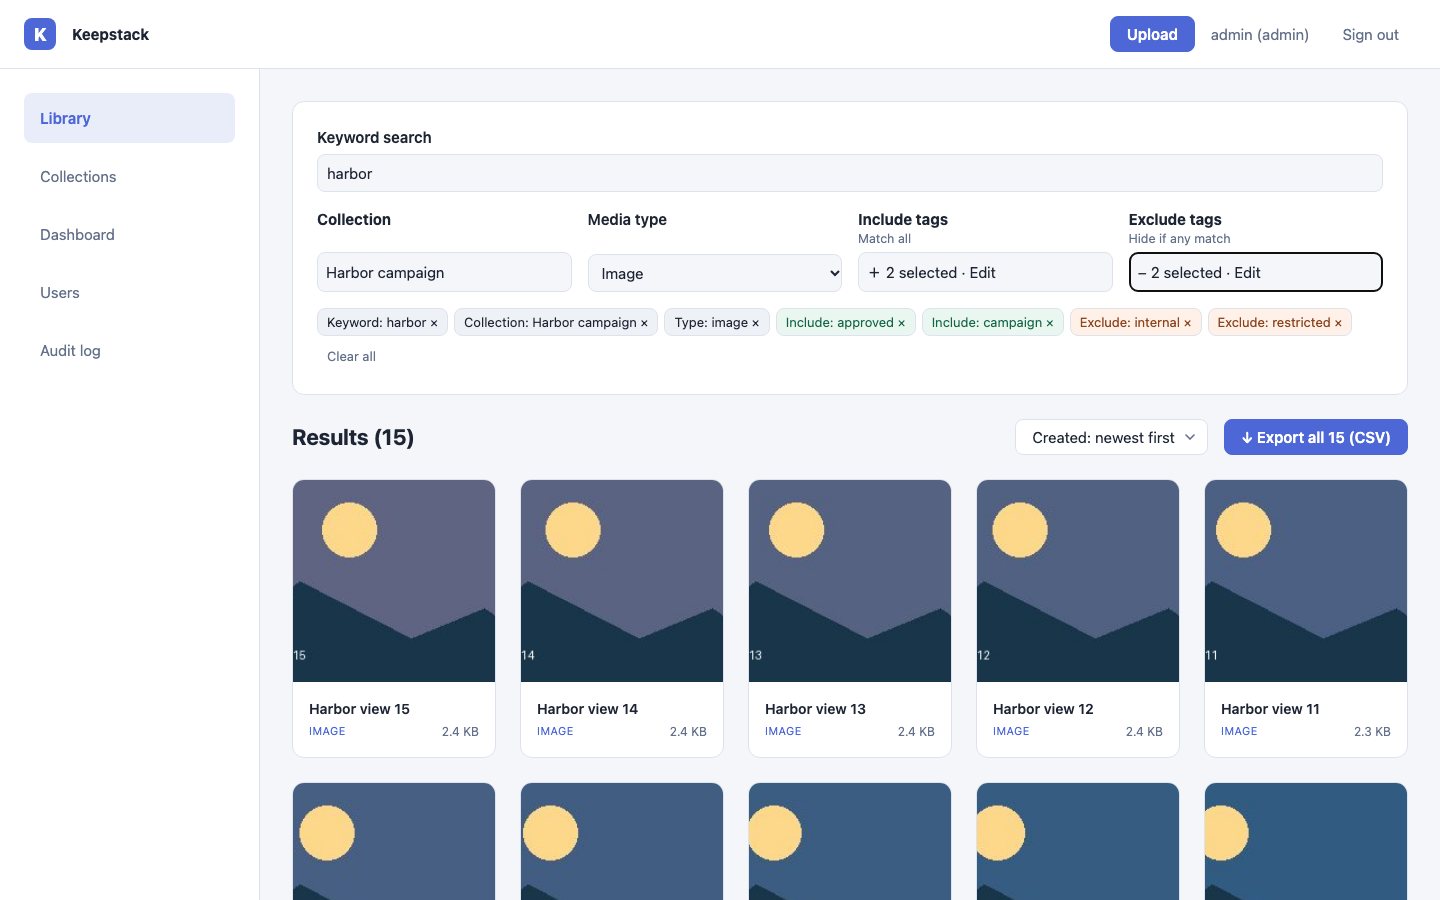 K Keepstack Upload admin (admin) Sign out
Library
Collections
Dashboard
Users
Audit log
Keyword search
harbor
Collection Media type Include tags Exclude tags
Match all Hide if any match
Harbor campaign Image + 2 selected · Edit – 2 selected · Edit
Keyword: harbor × Collection: Harbor campaign × Type: image × Include: approved × Include: campaign × Exclude: internal × Exclude: restricted ×
Clear all
Results (15) Created: newest first ↓ Export all 15 (CSV)
15 14 13 12 11
Harbor view 15 Harbor view 14 Harbor view 13 Harbor view 12 Harbor view 11
IMAGE 2.4 KB IMAGE 2.4 KB IMAGE 2.4 KB IMAGE 2.4 KB IMAGE 2.3 KB